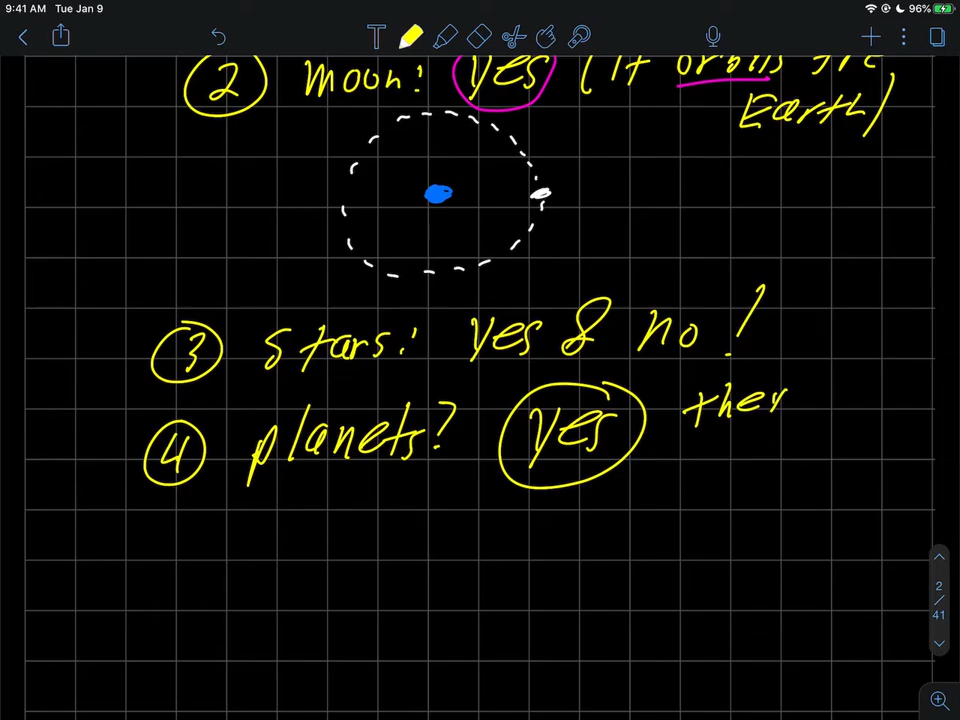 9:41 AM Tue Jan 9 96%
② moon: yes (it orbits the,
Earth)
③ stars: yes & no!
④ planets? yes ther
2
/
41